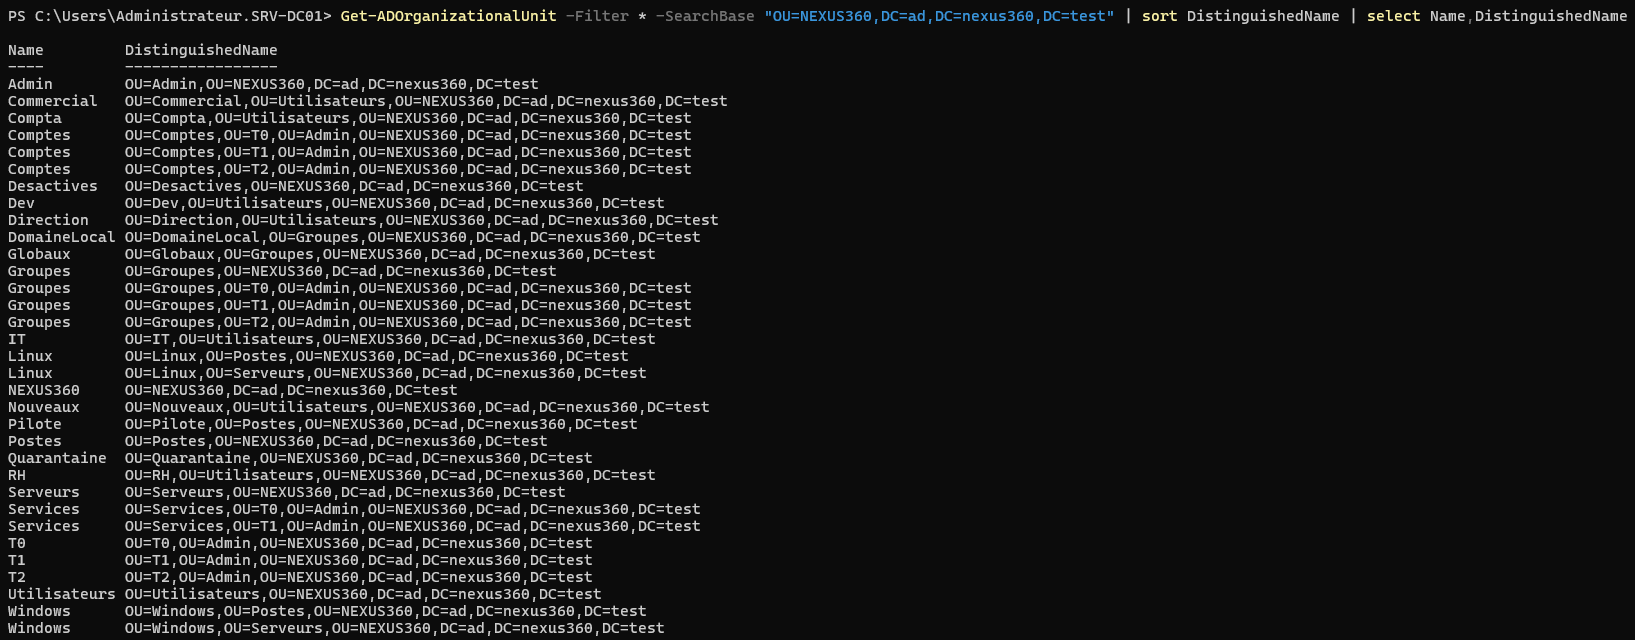 PS C:\Users\Administrateur.SRV-DC01> Get-ADOrganizationalUnit -Filter * -SearchBase "OU=NEXUS360,DC=ad,DC=nexus360,DC=test" | sort DistinguishedName | select Name,DistinguishedName
Name DistinguishedName
---- -----------------
Admin OU=Admin,OU=NEXUS360,DC=ad,DC=nexus360,DC=test
Commercial OU=Commercial,OU=Utilisateurs,OU=NEXUS360,DC=ad,DC=nexus360,DC=test
Compta OU=Compta,OU=Utilisateurs,OU=NEXUS360,DC=ad,DC=nexus360,DC=test
Comptes OU=Comptes,OU=T0,OU=Admin,OU=NEXUS360,DC=ad,DC=nexus360,DC=test
Comptes OU=Comptes,OU=T1,OU=Admin,OU=NEXUS360,DC=ad,DC=nexus360,DC=test
Comptes OU=Comptes,OU=T2,OU=Admin,OU=NEXUS360,DC=ad,DC=nexus360,DC=test
Desactives OU=Desactives,OU=NEXUS360,DC=ad,DC=nexus360,DC=test
Dev OU=Dev,OU=Utilisateurs,OU=NEXUS360,DC=ad,DC=nexus360,DC=test
Direction OU=Direction,OU=Utilisateurs,OU=NEXUS360,DC=ad,DC=nexus360,DC=test
DomaineLocal OU=DomaineLocal,OU=Groupes,OU=NEXUS360,DC=ad,DC=nexus360,DC=test
Globaux OU=Globaux,OU=Groupes,OU=NEXUS360,DC=ad,DC=nexus360,DC=test
Groupes OU=Groupes,OU=NEXUS360,DC=ad,DC=nexus360,DC=test
Groupes OU=Groupes,OU=T0,OU=Admin,OU=NEXUS360,DC=ad,DC=nexus360,DC=test
Groupes OU=Groupes,OU=T1,OU=Admin,OU=NEXUS360,DC=ad,DC=nexus360,DC=test
Groupes OU=Groupes,OU=T2,OU=Admin,OU=NEXUS360,DC=ad,DC=nexus360,DC=test
IT OU=IT,OU=Utilisateurs,OU=NEXUS360,DC=ad,DC=nexus360,DC=test
Linux OU=Linux,OU=Postes,OU=NEXUS360,DC=ad,DC=nexus360,DC=test
Linux OU=Linux,OU=Serveurs,OU=NEXUS360,DC=ad,DC=nexus360,DC=test
NEXUS360 OU=NEXUS360,DC=ad,DC=nexus360,DC=test
Nouveaux OU=Nouveaux,OU=Utilisateurs,OU=NEXUS360,DC=ad,DC=nexus360,DC=test
Pilote OU=Pilote,OU=Postes,OU=NEXUS360,DC=ad,DC=nexus360,DC=test
Postes OU=Postes,OU=NEXUS360,DC=ad,DC=nexus360,DC=test
Quarantaine OU=Quarantaine,OU=NEXUS360,DC=ad,DC=nexus360,DC=test
RH OU=RH,OU=Utilisateurs,OU=NEXUS360,DC=ad,DC=nexus360,DC=test
Serveurs OU=Serveurs,OU=NEXUS360,DC=ad,DC=nexus360,DC=test
Services OU=Services,OU=T0,OU=Admin,OU=NEXUS360,DC=ad,DC=nexus360,DC=test
Services OU=Services,OU=T1,OU=Admin,OU=NEXUS360,DC=ad,DC=nexus360,DC=test
T0 OU=T0,OU=Admin,OU=NEXUS360,DC=ad,DC=nexus360,DC=test
T1 OU=T1,OU=Admin,OU=NEXUS360,DC=ad,DC=nexus360,DC=test
T2 OU=T2,OU=Admin,OU=NEXUS360,DC=ad,DC=nexus360,DC=test
Utilisateurs OU=Utilisateurs,OU=NEXUS360,DC=ad,DC=nexus360,DC=test
Windows OU=Windows,OU=Postes,OU=NEXUS360,DC=ad,DC=nexus360,DC=test
Windows OU=Windows,OU=Serveurs,OU=NEXUS360,DC=ad,DC=nexus360,DC=test